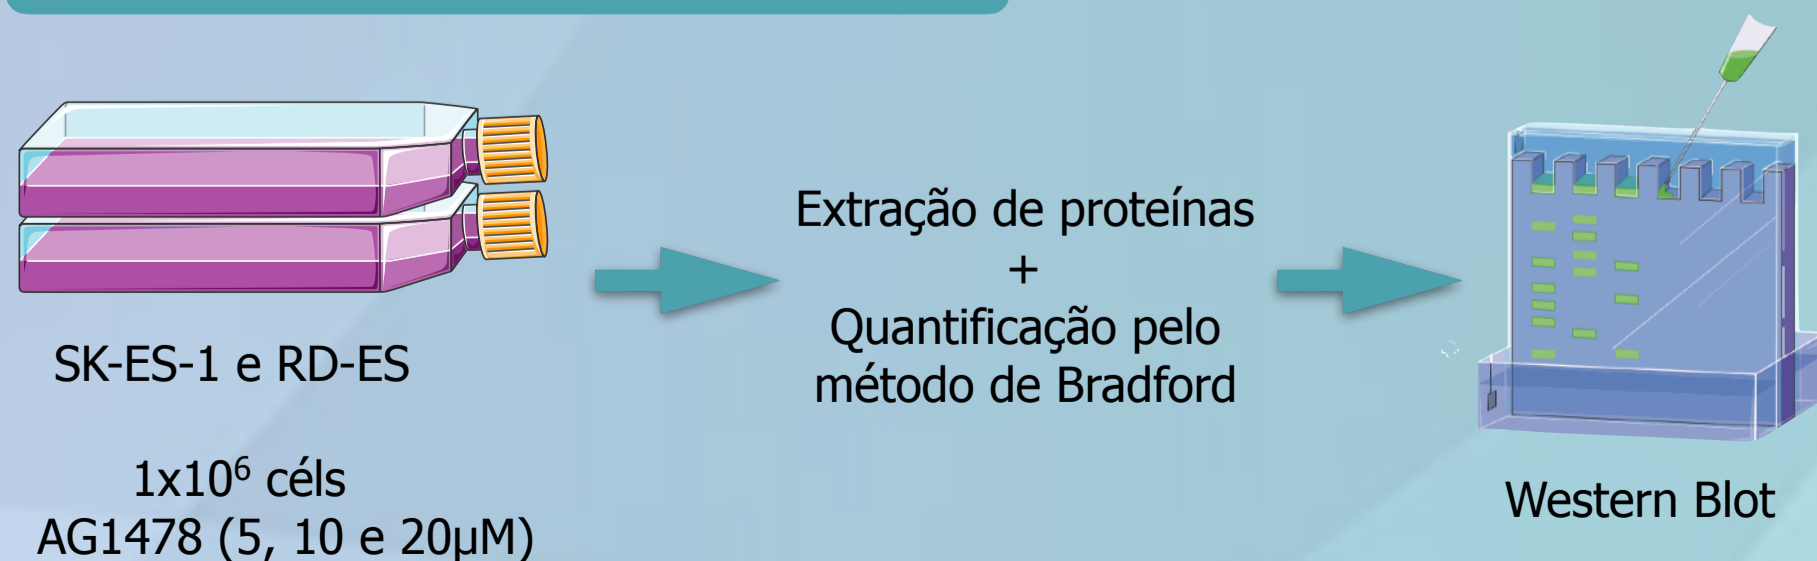 SK-ES-1 e RD-ES
1x10⁶ céls
AG1478 (5, 10 e 20µM)
Extração de proteínas
+
Quantificação pelo
método de Bradford
Western Blot